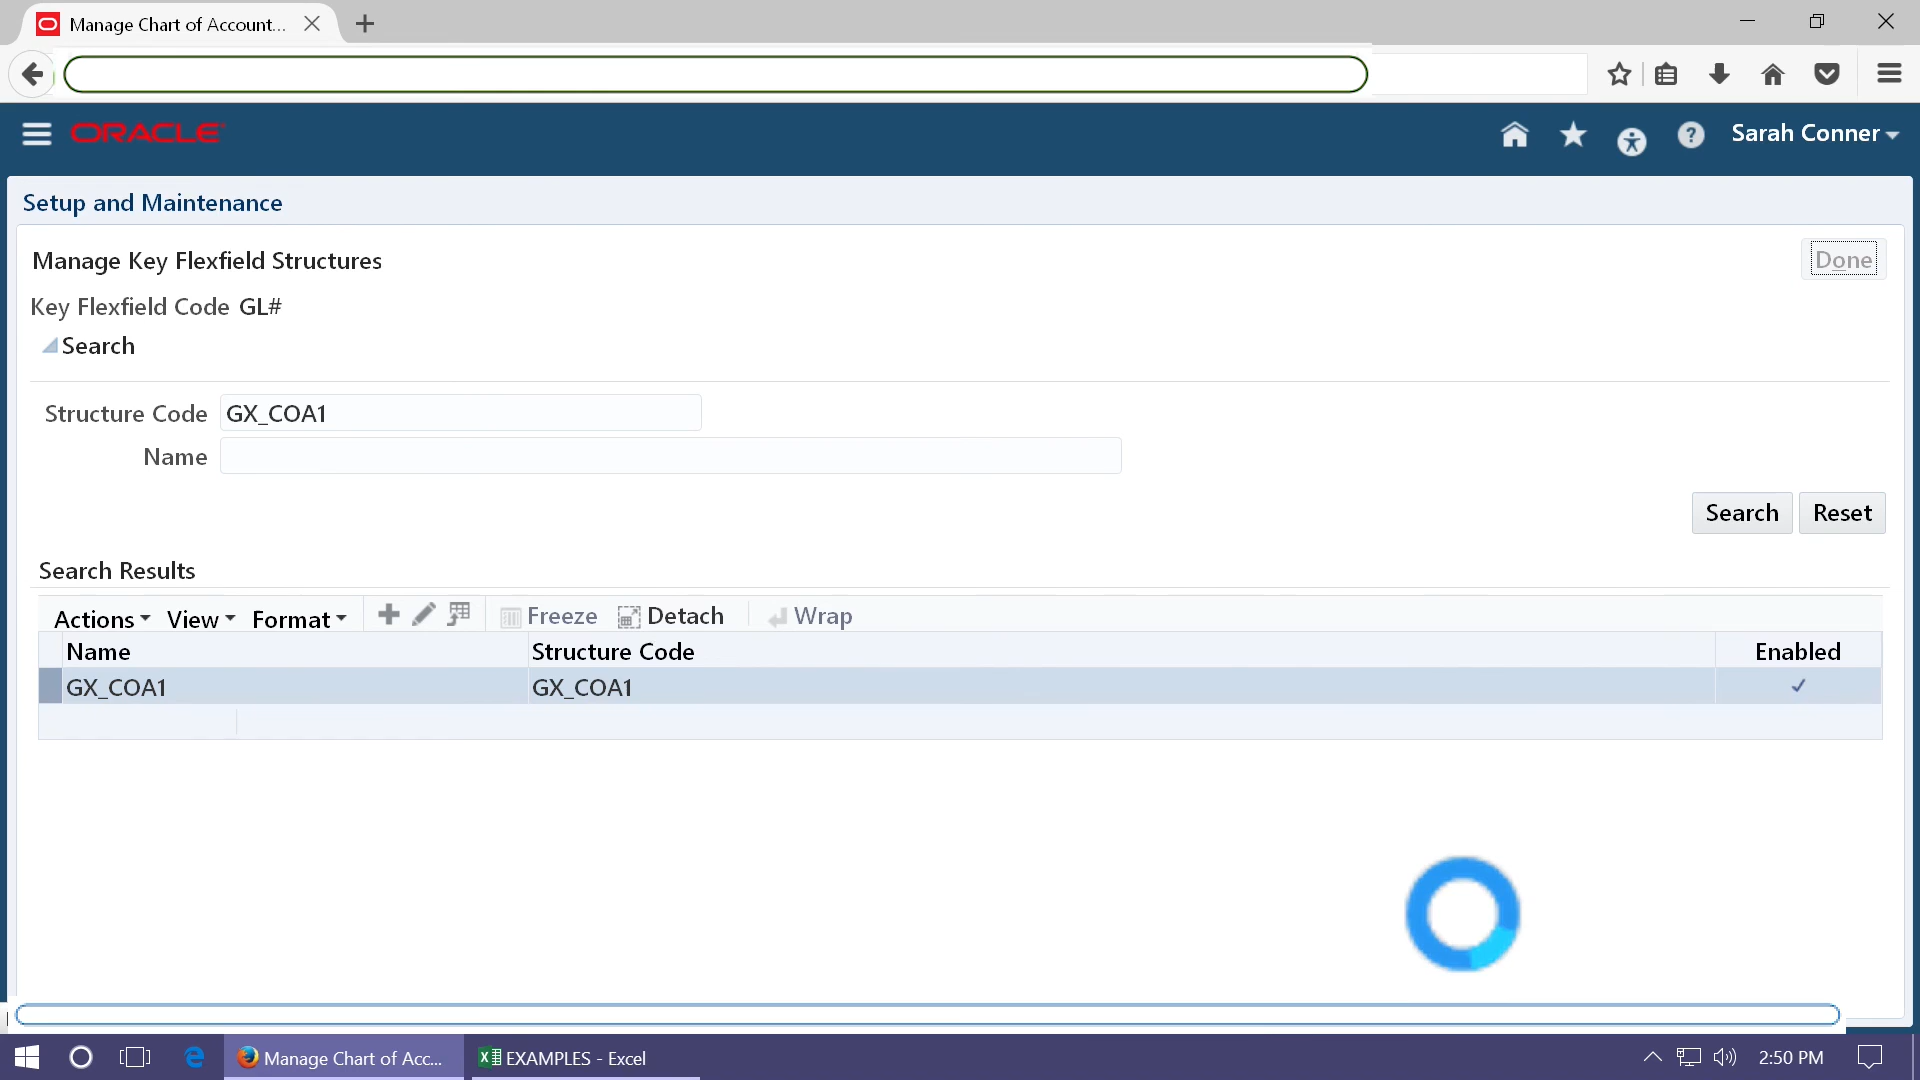 Manage Chart of Account...
ORACLE
Sarah Conner
Setup and Maintenance
Manage Key Flexfield Structures
Done
Key Flexfield Code GL#
Search
Structure Code GX_COA1
Name
Search Reset
Search Results
Actions View Format Freeze Detach Wrap
Name Structure Code Enabled
GX_COA1 GX_COA1
Manage Chart of Acc... EXAMPLES - Excel 2:50 PM